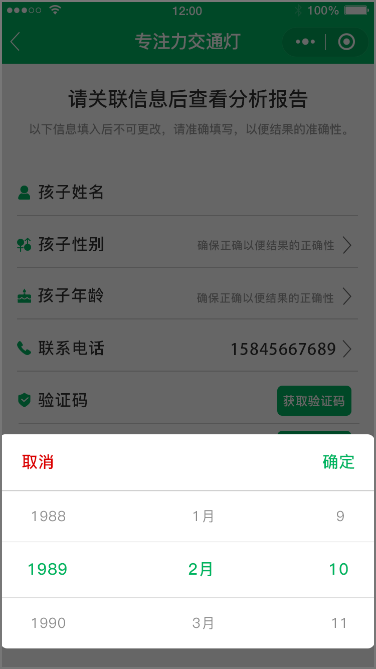 12:00
100%
专注力交通灯
请关联信息后查看分析报告
以下信息填入后不可更改，请准确填写，以便结果的准确性。
孩子姓名
孩子性别 确保正确以便结果的正确性
孩子年龄 确保正确以便结果的正确性
联系电话 15845667689
验证码 获取验证码
取消 确定
1988 1月 9
1989 2月 10
1990 3月 11